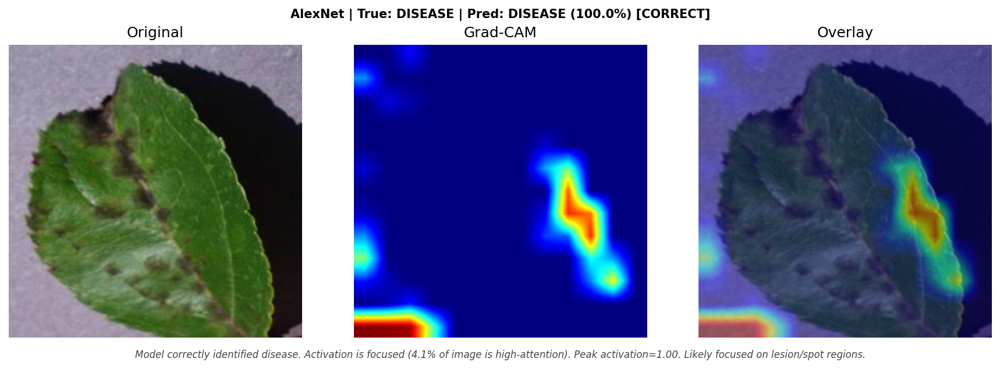 AlexNet | True: DISEASE | Pred: DISEASE (100.0%) [CORRECT]
Original
Grad-CAM
Overlay
Model correctly identified disease. Activation is focused (4.1% of image is high-attention). Peak activation=1.00. Likely focused on lesion/spot regions.